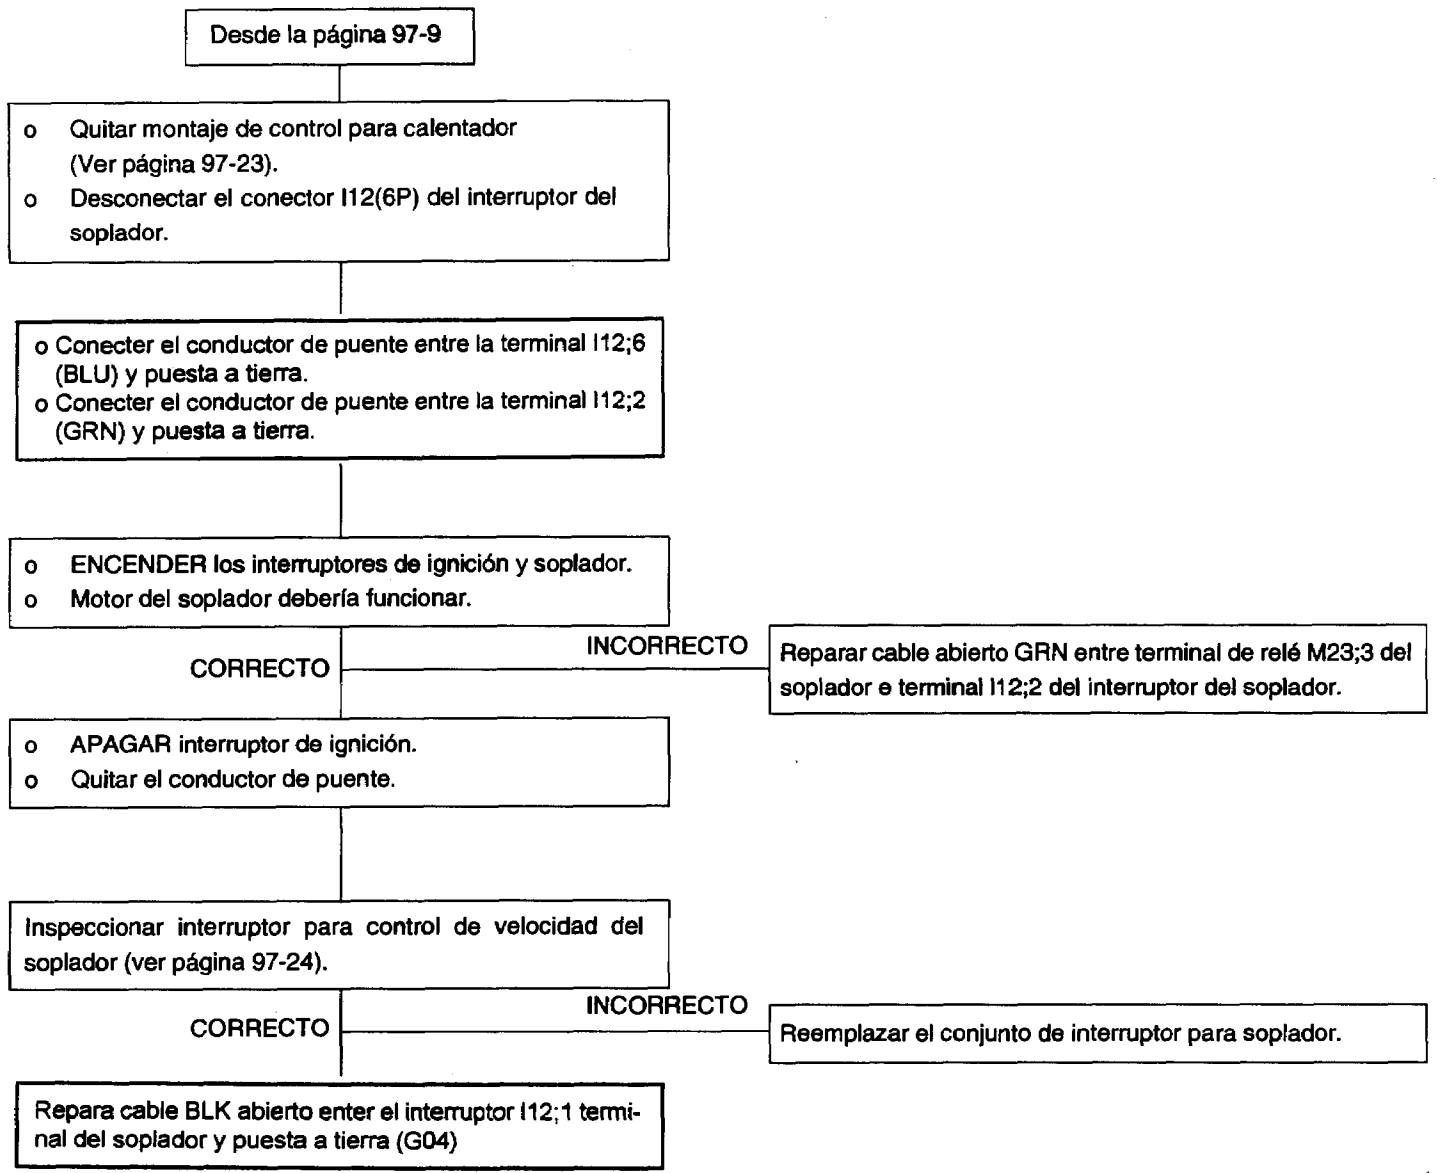 Desde la página 97-9
o Quitar montaje de control para calentador
(Ver página 97-23).
o Desconectar el conector I12(6P) del interruptor del
soplador.
o Conecter el conductor de puente entre la terminal I12;6
(BLU) y puesta a tierra.
o Conecter el conductor de puente entre la terminal I12;2
(GRN) y puesta a tierra.
o ENCENDER los interruptores de ignición y soplador.
o Motor del soplador debería funcionar.
INCORRECTO
CORRECTO
Reparar cable abierto GRN entre terminal de relé M23;3 del
soplador e terminal I12;2 del interruptor del soplador.
o APAGAR interruptor de ignición.
o Quitar el conductor de puente.
Inspeccionar interruptor para control de velocidad del
soplador (ver página 97-24).
INCORRECTO
CORRECTO
Reemplazar el conjunto de interruptor para soplador.
Repara cable BLK abierto enter el interruptor I12;1 termi-
nal del soplador y puesta a tierra (G04)